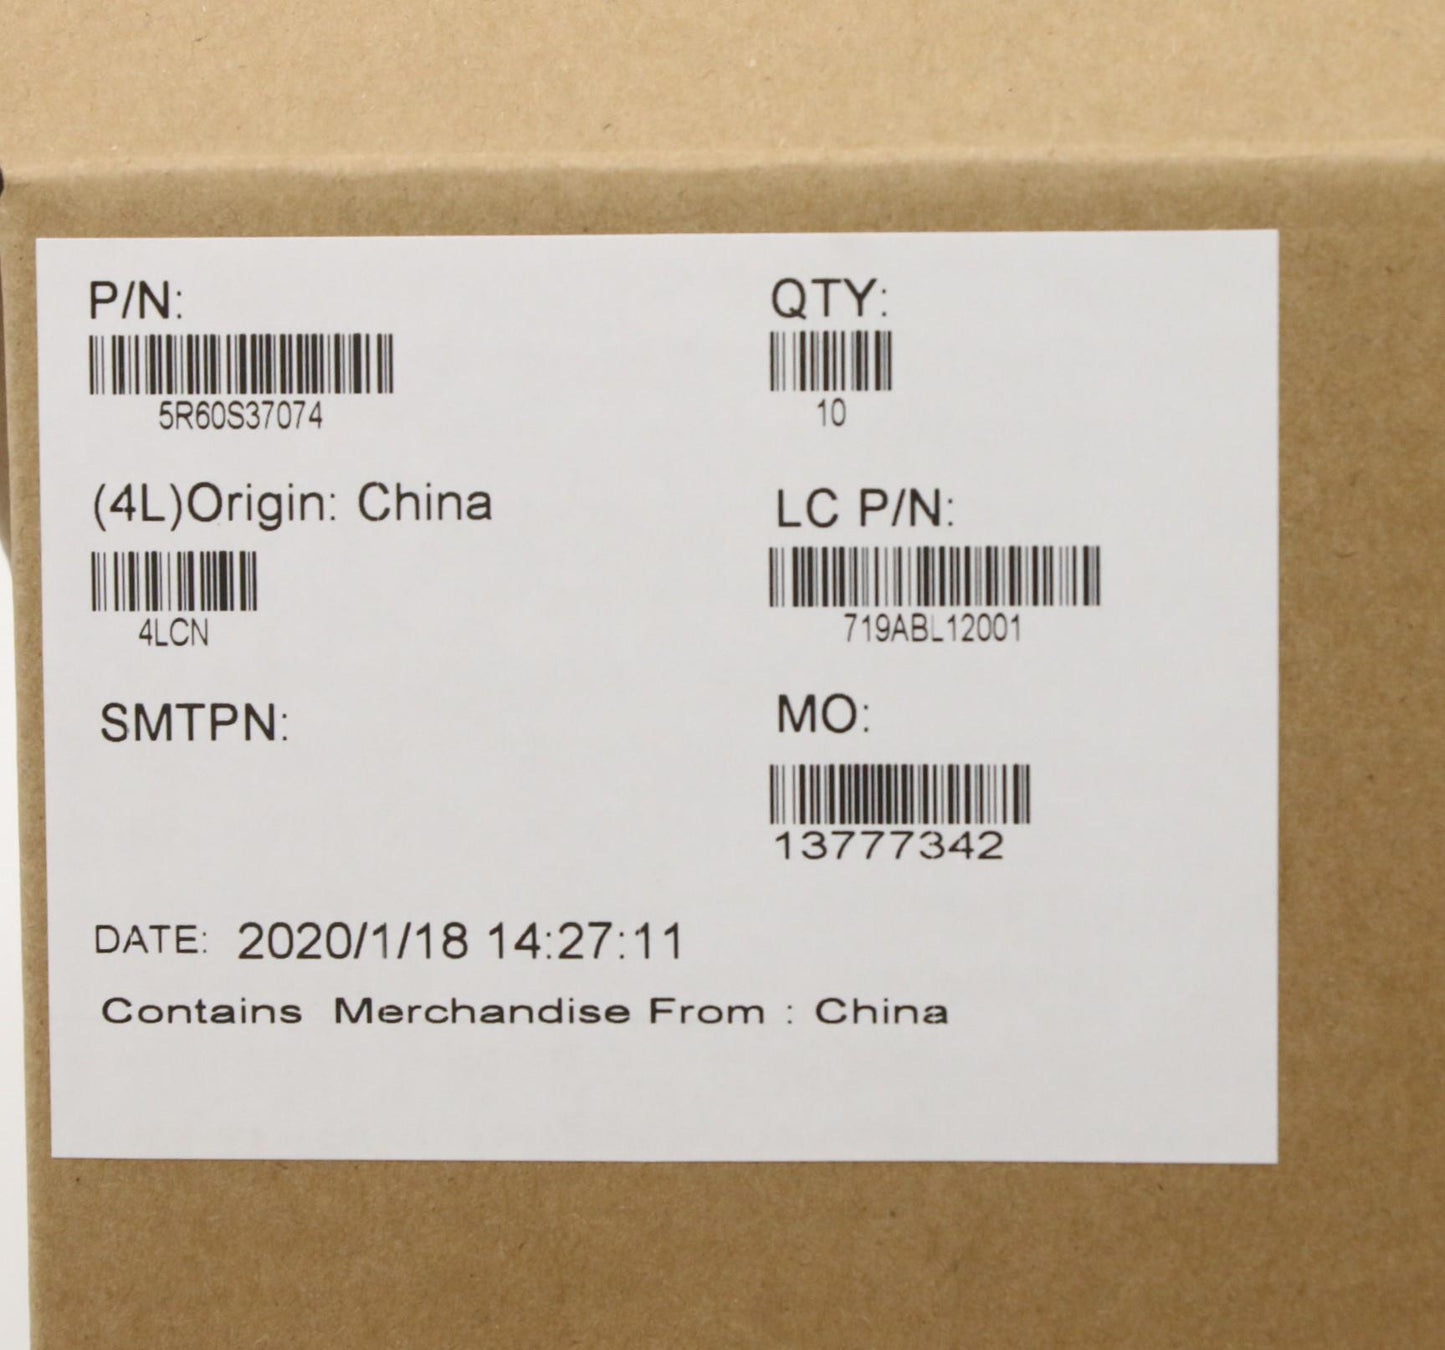 P/N:
QTY:
5R60S37074
10
(4L)Origin: China
LC P/N:
4LCN
719ABL12001
SMTPN:
MO:
13777342
DATE: 2020/1/18 14:27:11
Contains Merchandise From : China